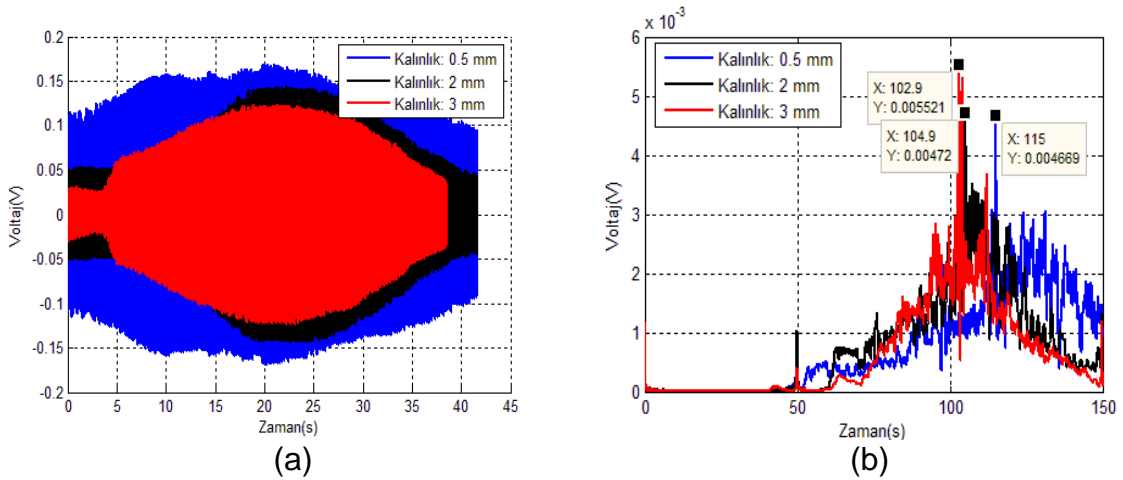 0.2
0.15
0.1
0.05
0
-0.05
-0.1
-0.15
-0.2
0 5 10 15 20 25 30 35 40 45
Voltaj(V)
Zaman(s)
Kalınlık: 0.5 mm
Kalınlık: 2 mm
Kalınlık: 3 mm
(a)
x 10⁻³
6
5
4
3
2
1
0
0 50 100 150
Voltaj(V)
Zaman(s)
Kalınlık: 0.5 mm
Kalınlık: 2 mm
Kalınlık: 3 mm
X: 102.9
Y: 0.005521
X: 104.9
Y: 0.00472
X: 115
Y: 0.004669
(b)